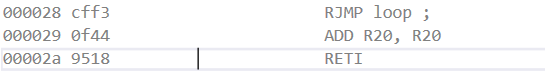 000028 cff3 RJMP loop ;
000029 0f44 ADD R20, R20
00002a 9518 RETI